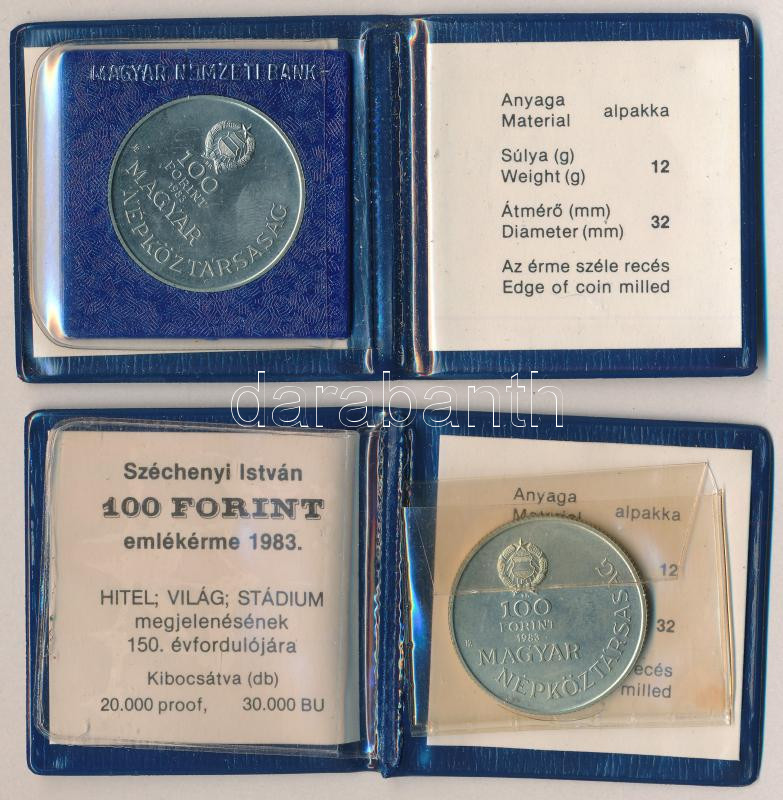 MAGYAR NEMZETI BANK
100
FORINT
1983
MAGYAR
NÉPKÖZTÁRSASÁG
Anyaga
Material alpakka
Súlya (g)
Weight (g) 12
Átmérő (mm)
Diameter (mm) 32
Az érme széle recés
Edge of coin milled
darabanth
Széchenyi István
100 FORINT
emlékérme 1983.
HITEL; VILÁG; STÁDIUM
megjelenésének
150. évfordulójára
Kibocsátva (db)
20.000 proof, 30.000 BU
Anyaga
Material alpakka
12
32
recés
milled
100
FORINT
1983
MAGYAR
NÉPKÖZTÁRSASÁG